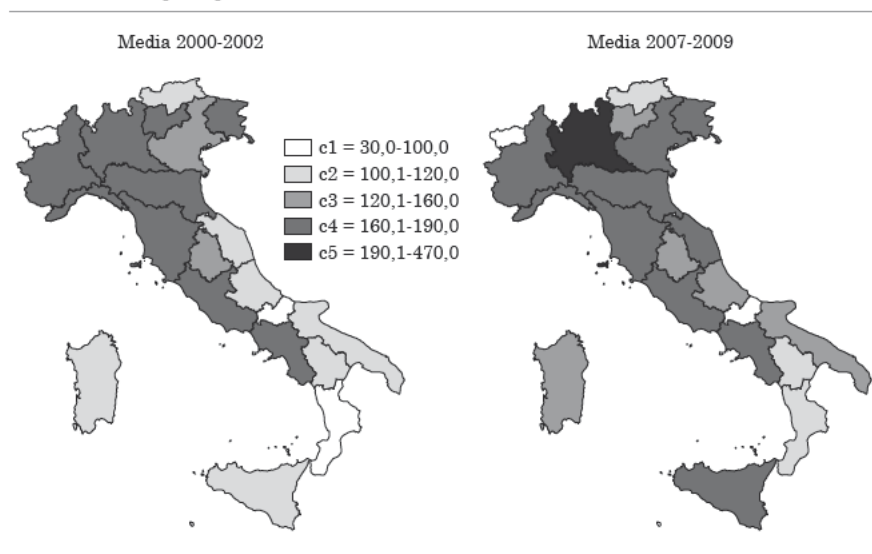 Media 2000-2002
Media 2007-2009
c1 = 30,0-100,0
c2 = 100,1-120,0
c3 = 120,1-160,0
c4 = 160,1-190,0
c5 = 190,1-470,0